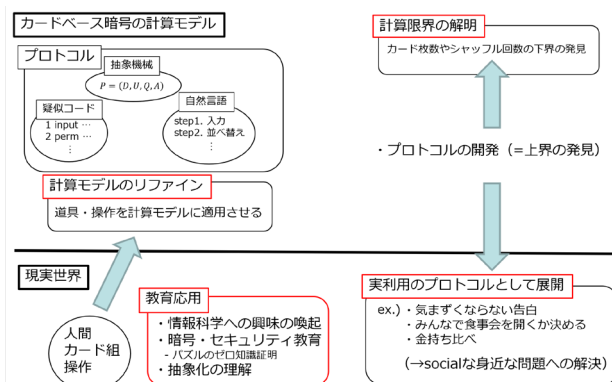 カードベース暗号の計算モデル
プロトコル
抽象機械
P = (D, U, Q, A)
疑似コード
1 input …
2 perm …
⋮
自然言語
step1. 入力
step2. 並べ替え
⋮
計算モデルのリファイン
道具・操作を計算モデルに適用させる
計算限界の解明
カード枚数やシャッフル回数の下界の発見
・プロトコルの開発（=上界の発見）
現実世界
人間
カード組
操作
教育応用
・情報科学への興味の喚起
・暗号・セキュリティ教育
- パズルのゼロ知識証明
・抽象化の理解
実利用のプロトコルとして展開
ex.) ・気まずくならない告白
・みんなで食事会を開くか決める
・金持ち比べ
(→socialな身近な問題への解決)